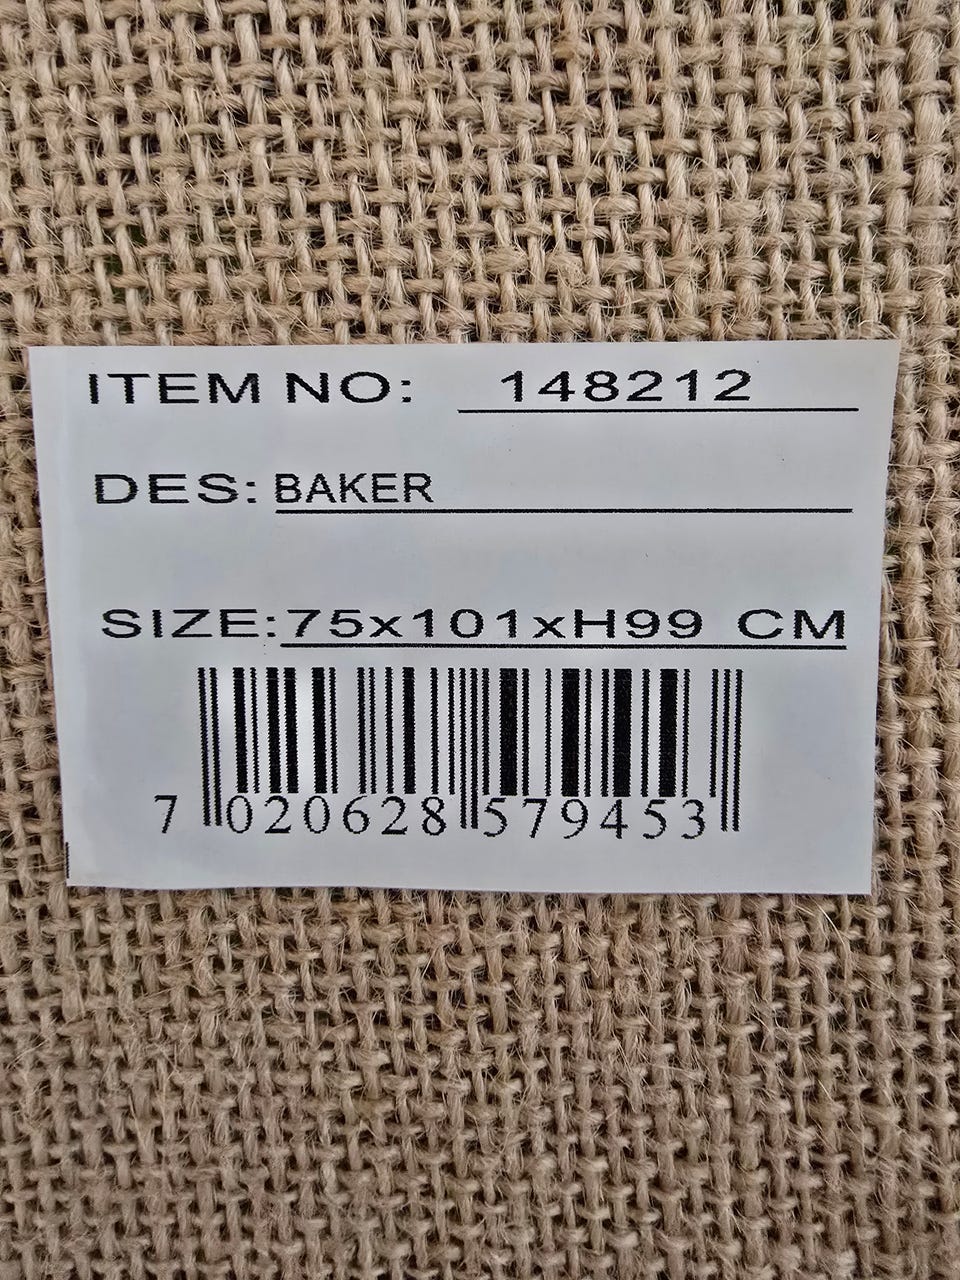 ITEM NO: 148212
DES: BAKER
SIZE: 75x101xH99 CM
7 020628 579453